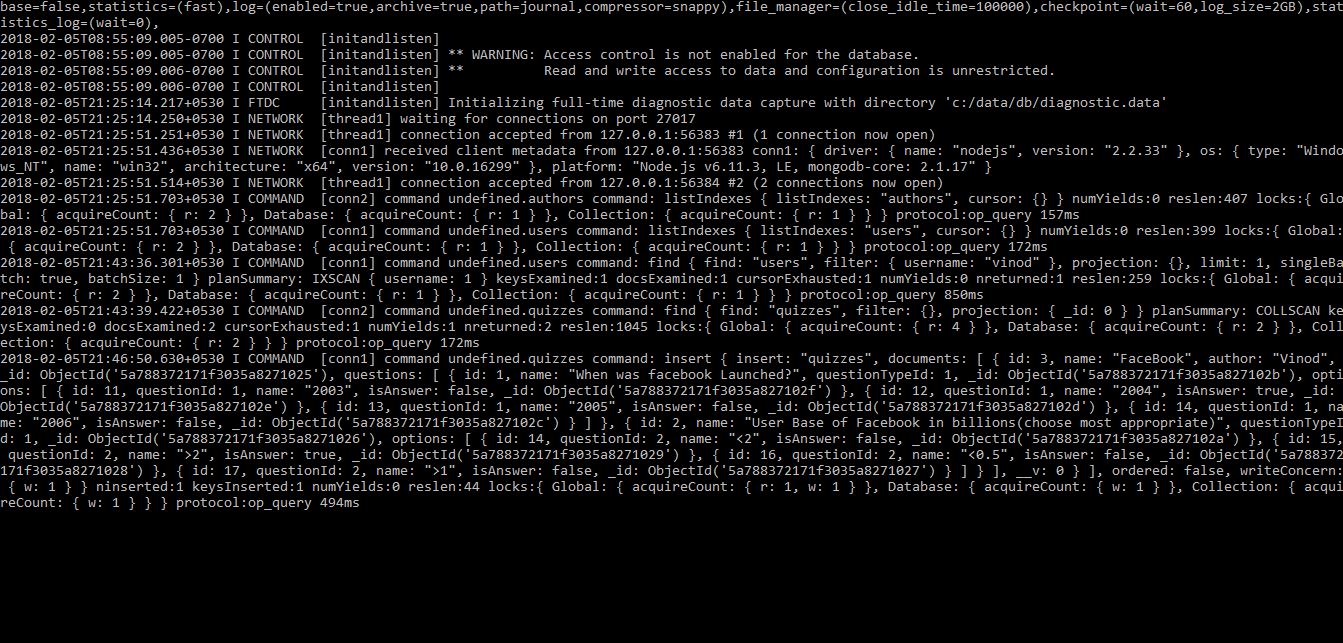 base=false,statistics=(fast),log=(enabled=true,archive=true,path=journal,compressor=snappy),file_manager=(close_idle_time=100000),checkpoint=(wait=60,log_size=2GB),stat
istics_log=(wait=0),
2018-02-05T08:55:09.005-0700 I CONTROL  [initandlisten]
2018-02-05T08:55:09.005-0700 I CONTROL  [initandlisten] ** WARNING: Access control is not enabled for the database.
2018-02-05T08:55:09.006-0700 I CONTROL  [initandlisten] **          Read and write access to data and configuration is unrestricted.
2018-02-05T08:55:09.006-0700 I CONTROL  [initandlisten]
2018-02-05T21:25:14.217+0530 I FTDC     [initandlisten] Initializing full-time diagnostic data capture with directory 'c:/data/db/diagnostic.data'
2018-02-05T21:25:14.250+0530 I NETWORK  [thread1] waiting for connections on port 27017
2018-02-05T21:25:51.251+0530 I NETWORK  [thread1] connection accepted from 127.0.0.1:56383 #1 (1 connection now open)
2018-02-05T21:25:51.436+0530 I NETWORK  [conn1] received client metadata from 127.0.0.1:56383 conn1: { driver: { name: "nodejs", version: "2.2.33" }, os: { type: "Windo
ws_NT", name: "win32", architecture: "x64", version: "10.0.16299" }, platform: "Node.js v6.11.3, LE, mongodb-core: 2.1.17" }
2018-02-05T21:25:51.514+0530 I NETWORK  [thread1] connection accepted from 127.0.0.1:56384 #2 (2 connections now open)
2018-02-05T21:25:51.703+0530 I COMMAND  [conn2] command undefined.authors command: listIndexes { listIndexes: "authors", cursor: {} } numYields:0 reslen:407 locks:{ Glo
bal: { acquireCount: { r: 2 } }, Database: { acquireCount: { r: 1 } }, Collection: { acquireCount: { r: 1 } } } protocol:op_query 157ms
2018-02-05T21:25:51.703+0530 I COMMAND  [conn1] command undefined.users command: listIndexes { listIndexes: "users", cursor: {} } numYields:0 reslen:399 locks:{ Global:
 { acquireCount: { r: 2 } }, Database: { acquireCount: { r: 1 } }, Collection: { acquireCount: { r: 1 } } } protocol:op_query 172ms
2018-02-05T21:43:36.301+0530 I COMMAND  [conn1] command undefined.users command: find { find: "users", filter: { username: "vinod" }, projection: {}, limit: 1, singleBa
tch: true, batchSize: 1 } planSummary: IXSCAN { username: 1 } keysExamined:1 docsExamined:1 cursorExhausted:1 numYields:0 nreturned:1 reslen:259 locks:{ Global: { acqui
reCount: { r: 2 } }, Database: { acquireCount: { r: 1 } }, Collection: { acquireCount: { r: 1 } } } protocol:op_query 850ms
2018-02-05T21:43:39.422+0530 I COMMAND  [conn2] command undefined.quizzes command: find { find: "quizzes", filter: {}, projection: { _id: 0 } } planSummary: COLLSCAN ke
ysExamined:0 docsExamined:2 cursorExhausted:1 numYields:1 nreturned:2 reslen:1045 locks:{ Global: { acquireCount: { r: 4 } }, Database: { acquireCount: { r: 2 } }, Coll
ection: { acquireCount: { r: 2 } } } protocol:op_query 172ms
2018-02-05T21:46:50.630+0530 I COMMAND  [conn1] command undefined.quizzes command: insert { insert: "quizzes", documents: [ { id: 3, name: "FaceBook", author: "Vinod",
_id: ObjectId('5a788372171f3035a8271025'), questions: [ { id: 1, name: "When was facebook Launched?", questionTypeId: 1, _id: ObjectId('5a788372171f3035a827102b'), opti
ons: [ { id: 11, questionId: 1, name: "2003", isAnswer: false, _id: ObjectId('5a788372171f3035a827102f') }, { id: 12, questionId: 1, name: "2004", isAnswer: true, _id:
ObjectId('5a788372171f3035a827102e') }, { id: 13, questionId: 1, name: "2005", isAnswer: false, _id: ObjectId('5a788372171f3035a827102d') }, { id: 14, questionId: 1, na
me: "2006", isAnswer: false, _id: ObjectId('5a788372171f3035a827102c') } ] }, { id: 2, name: "User Base of Facebook in billions(choose most appropriate)", questionTypeI
d: 1, _id: ObjectId('5a788372171f3035a8271026'), options: [ { id: 14, questionId: 2, name: "<2", isAnswer: false, _id: ObjectId('5a788372171f3035a827102a') }, { id: 15,
 questionId: 2, name: ">2", isAnswer: true, _id: ObjectId('5a788372171f3035a8271029') }, { id: 16, questionId: 2, name: "<0.5", isAnswer: false, _id: ObjectId('5a788372
171f3035a8271028') }, { id: 17, questionId: 2, name: ">1", isAnswer: false, _id: ObjectId('5a788372171f3035a8271027') } ] } ], __v: 0 } ], ordered: false, writeConcern:
 { w: 1 } } ninserted:1 keysInserted:1 numYields:0 reslen:44 locks:{ Global: { acquireCount: { r: 1, w: 1 } }, Database: { acquireCount: { w: 1 } }, Collection: { acqui
reCount: { w: 1 } } } protocol:op_query 494ms